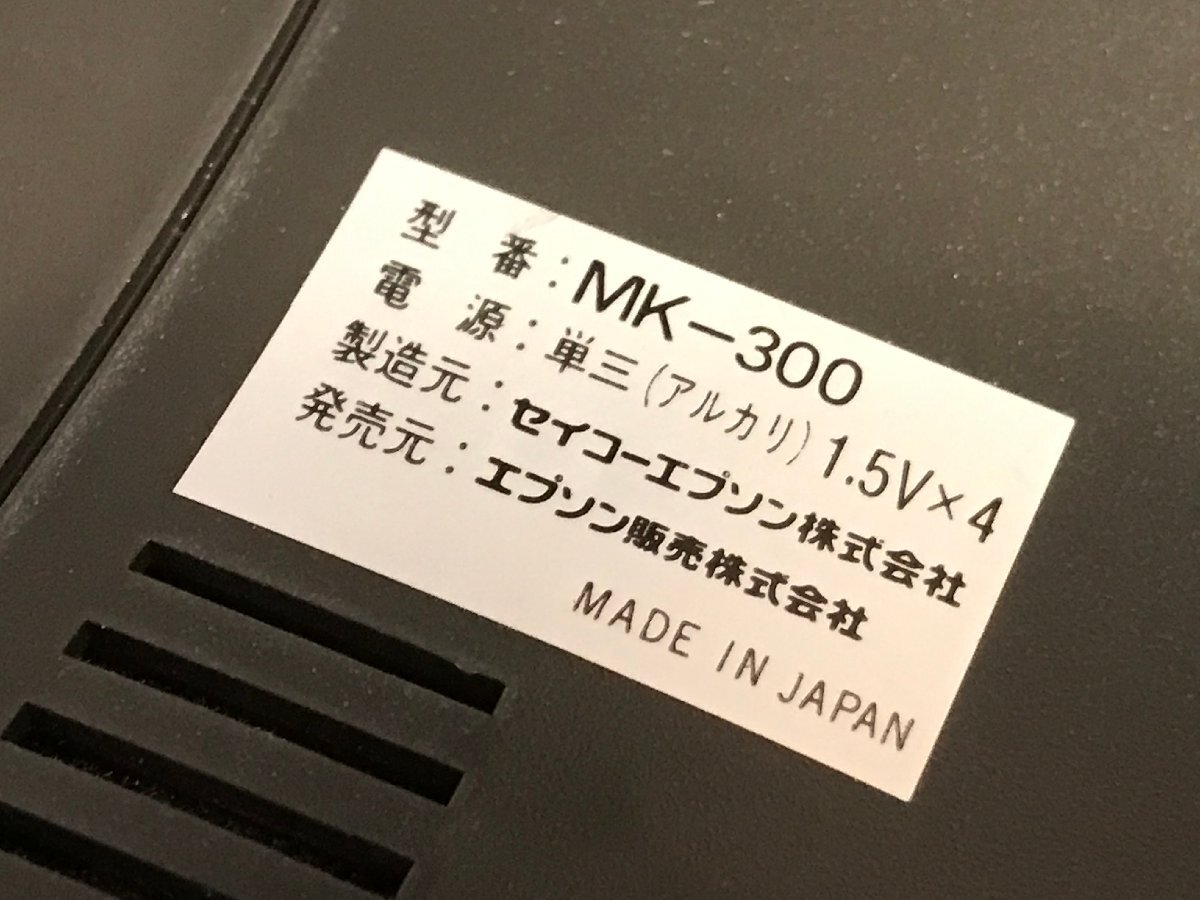 型番:MK-300
電源:単三(アルカリ)1.5V×4
製造元:セイコーエプソン株式会社
発売元:エプソン販売株式会社
MADE IN JAPAN